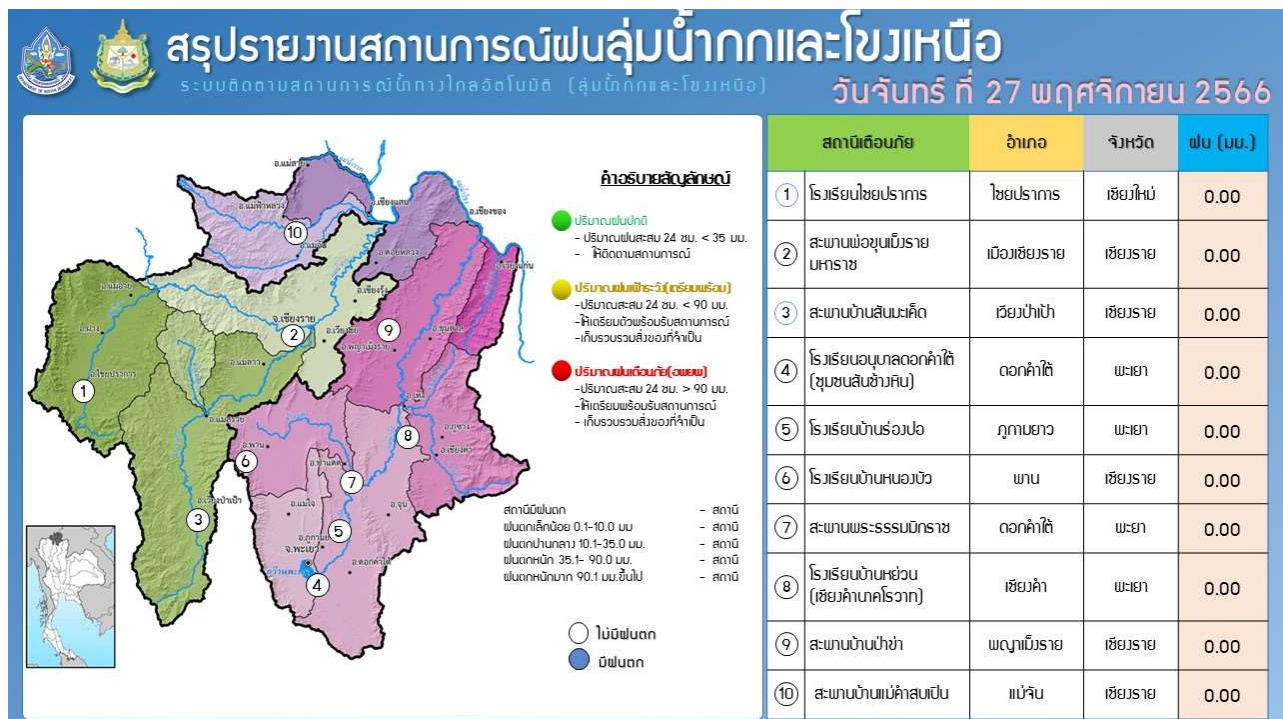 สรุปรายงานสถานการณ์ฝนลุ่มน้ำกกและโขงเหนือ
ระบบติดตามสถานการณ์น้ำทางไกลอัตโนมัติ (ลุ่มน้ำกกและโขงเหนือ)
วันจันทร์ ที่ 27 พฤศจิกายน 2566
อ.แม่สาย
อ.แม่ฟ้าหลวง
อ.เชียงแสน
อ.เชียงของ
10
อ.ดอยหลวง
อ.แม่อาย
อ.เชียงรุ้ง
จ.เชียงราย
2
9
อ.ฝาง
อ.พญาเม็งราย
อ.แม่ลาว
อ.ไชยปราการ
1
อ.แม่สรวย
อ.เทิง
8
อ.ภูซาง
อ.เชียงคำ
อ.พาน
6
อ.ป่าแดด
7
อ.เวียงป่าเป้า
3
อ.แม่ใจ
อ.จุน
5
จ.พะเยา
อ.ดอกคำใต้
4
คำอธิบายสัญลักษณ์
ปริมาณฝนปกติ
- ปริมาณฝนสะสม 24 ชม. < 35 มม.
- ให้ติดตามสถานการณ์
ปริมาณฝนเฝ้าระวัง(เตรียมพร้อม)
-ปริมาณสะสม 24 ชม. < 90 มม.
-ให้เตรียมตัวพร้อมรับสถานการณ์
-เก็บรวบรวมสิ่งของที่จำเป็น
ปริมาณฝนเตือนภัย(อพยพ)
-ปริมาณสะสม 24 ชม. > 90 มม.
-ให้เตรียมพร้อมรับสถานการณ์
- เก็บรวบรวมสิ่งของที่จำเป็น
สถานีมีฝนตก - สถานี
ฝนตกเล็กน้อย 0.1-10.0 มม - สถานี
ฝนตกปานกลาง 10.1-35.0 มม. - สถานี
ฝนตกหนัก 35.1- 90.0 มม. - สถานี
ฝนตกหนักมาก 90.1 มม.ขึ้นไป - สถานี
ไม่มีฝนตก
มีฝนตก
สถานีเตือนภัย อำเภอ จังหวัด ฝน (มม.)
1 โรงเรียนไชยปราการ ไชยปราการ เชียงใหม่ 0.00
2 สะพานพ่อขุนเม็งราย
มหาราช เมืองเชียงราย เชียงราย 0.00
3 สะพานบ้านสันมะเค็ด เวียงป่าเป้า เชียงราย 0.00
4 โรงเรียนอนุบาลดอกคำใต้
(ชุมชนสันช้างหิน) ดอกคำใต้ พะเยา 0.00
5 โรงเรียนบ้านร่องปอ ภูกามยาว พะเยา 0.00
6 โรงเรียนบ้านหนองบัว พาน เชียงราย 0.00
7 สะพานพระธรรมมิกราช ดอกคำใต้ พะยา 0.00
8 โรงเรียนบ้านหย่วน
(เชียงคำนาคโรวาท) เชียงคำ พะเยา 0.00
9 สะพานบ้านป่าข่า พญาเม็งราย เชียงราย 0.00
10 สะพานบ้านแม่คำสบเปิน แม่จัน เชียงราย 0.00